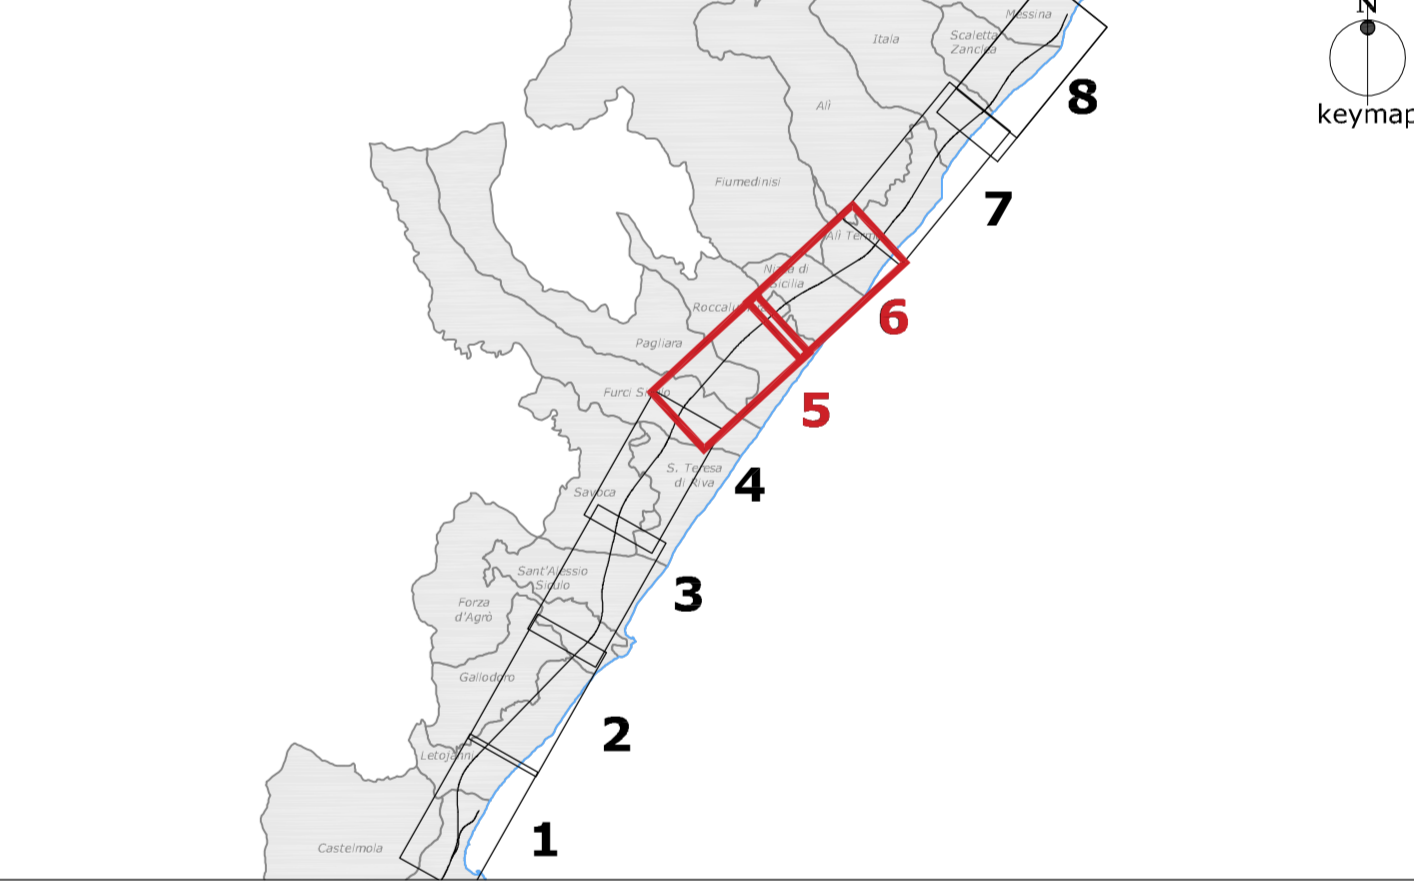 N
keymap
Messina
Itala
Scaletta
Zanclea
8
Alì
Fiumedinisi
7
Alì Terme
Nizza di
Sicilia
Roccalumera
6
Pagliara
Furci Siculo
5
S. Teresa
di Riva
4
Savoca
Sant'Alessio
Siculo
3
Forza
d'Agrò
Gallodoro
2
Letojanni
1
Castelmola